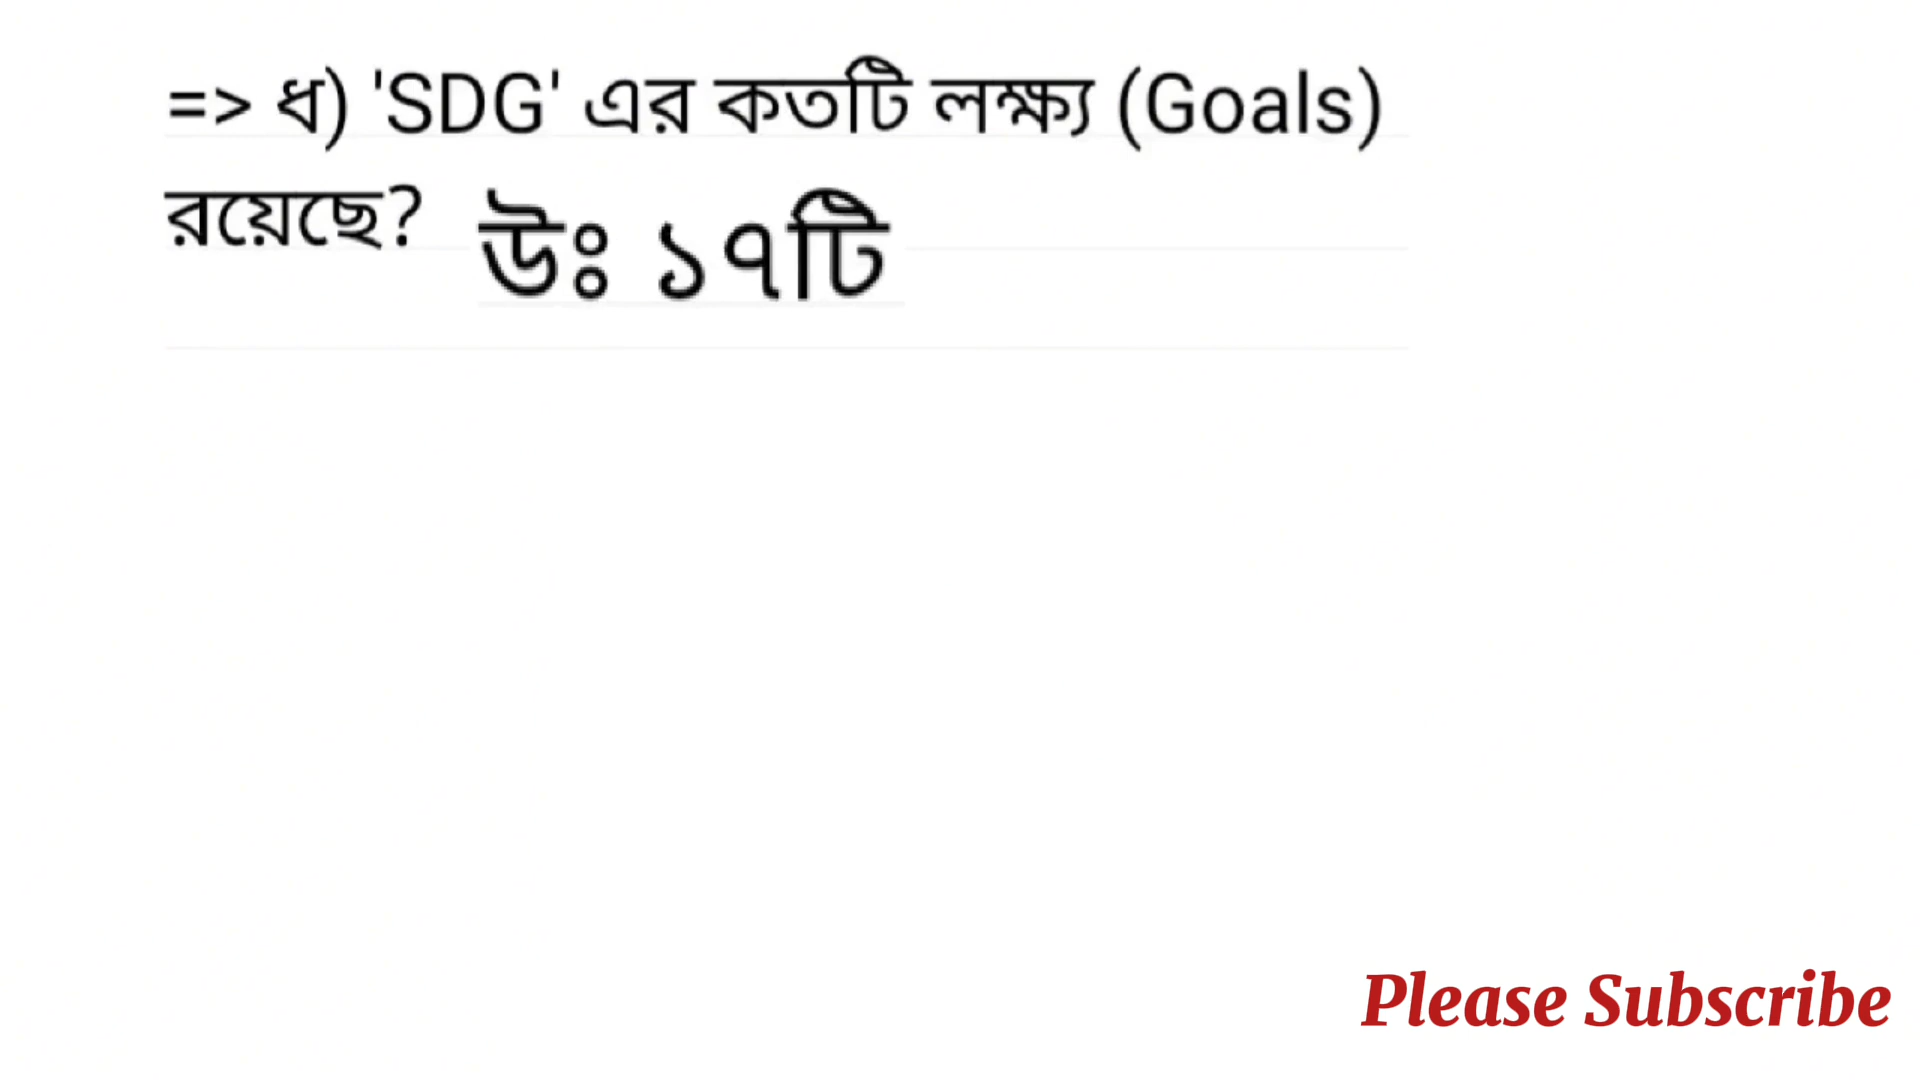 => ধ) 'SDG' এর কতটি লক্ষ্য (Goals)
রয়েছে? উঃ ১৭টি
Please Subscribe